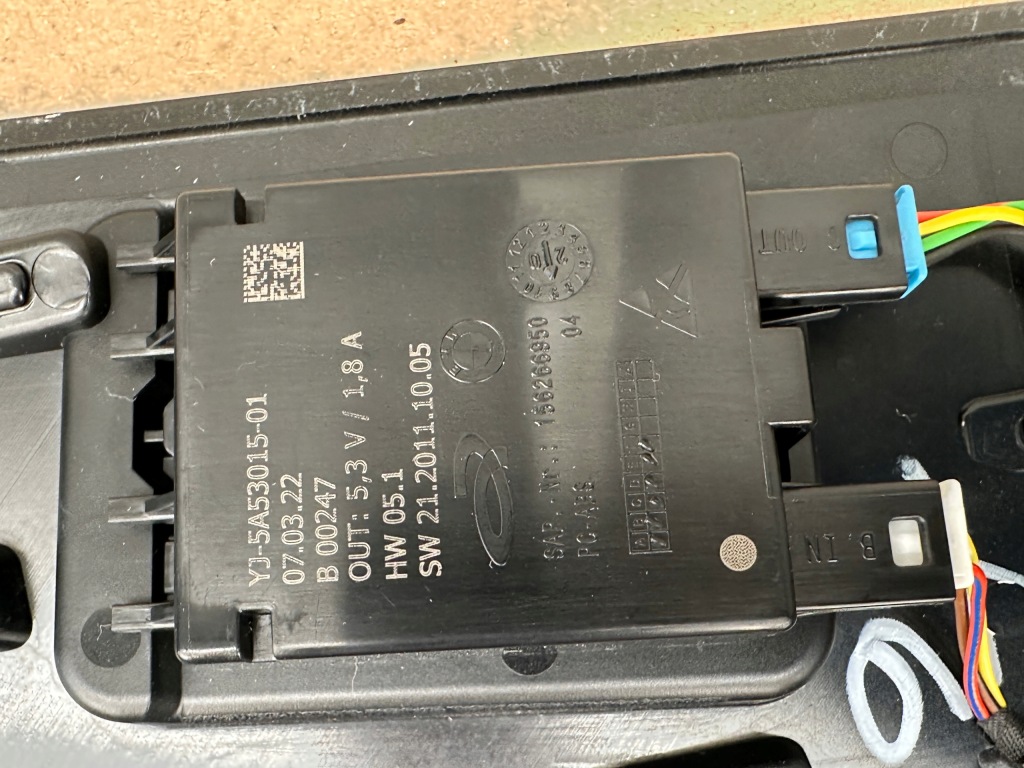 YJ-5A53015-01
07.03.22
B 00247
OUT: 5,3 V / 1,8 A
HW 05.1
SW 21.2011.10.05
BMW
SAP.-Nr.: 156266950
04
PC-ABS
C OUT
B IN